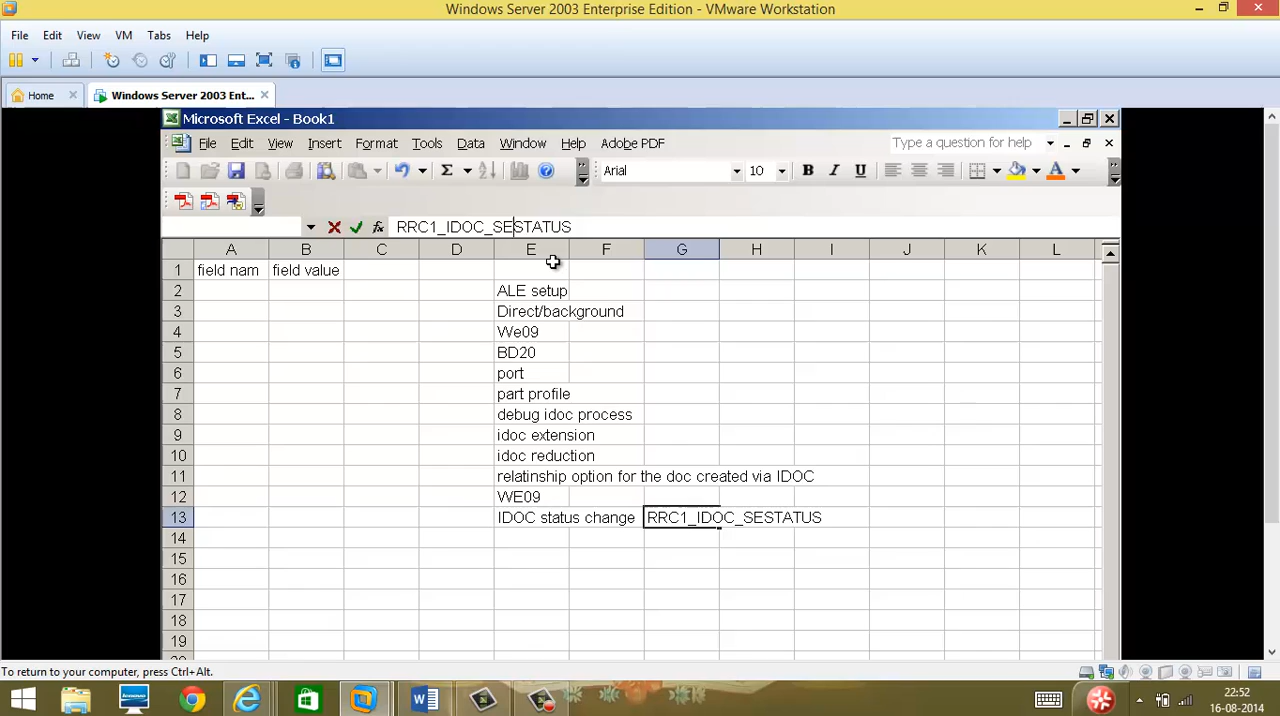 Windows Server 2003 Enterprise Edition - VMware Workstation
File Edit View VM Tabs Help
Home
Windows Server 2003 Ent...
Microsoft Excel - Book1
File Edit View Insert Format Tools Data Window Help Adobe PDF
Type a question for help
Arial 10 B I U A
fx RRC1_IDOC_SESTATUS
A B C D E F G H I J K L
1 field nam field value
2 ALE setup
3 Direct/background
4 We09
5 BD20
6 port
7 part profile
8 debug idoc process
9 idoc extension
10 idoc reduction
11 relatinship option for the doc created via IDOC
12 WE09
13 IDOC status change RRC1_IDOC_SESTATUS
14
15
16
17
18
19
To return to your computer, press Ctrl+Alt.
22:52
16-08-2014